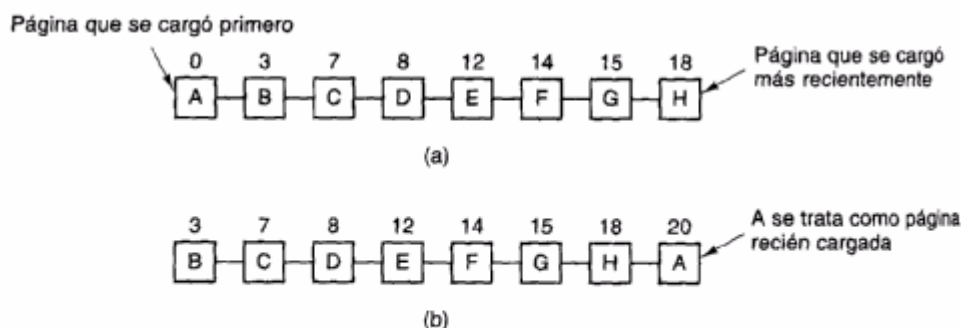 Página que se cargó primero
0 3 7 8 12 14 15 18
A B C D E F G H
Página que se cargó
más recientemente
(a)
3 7 8 12 14 15 18 20
B C D E F G H A
A se trata como página
recién cargada
(b)